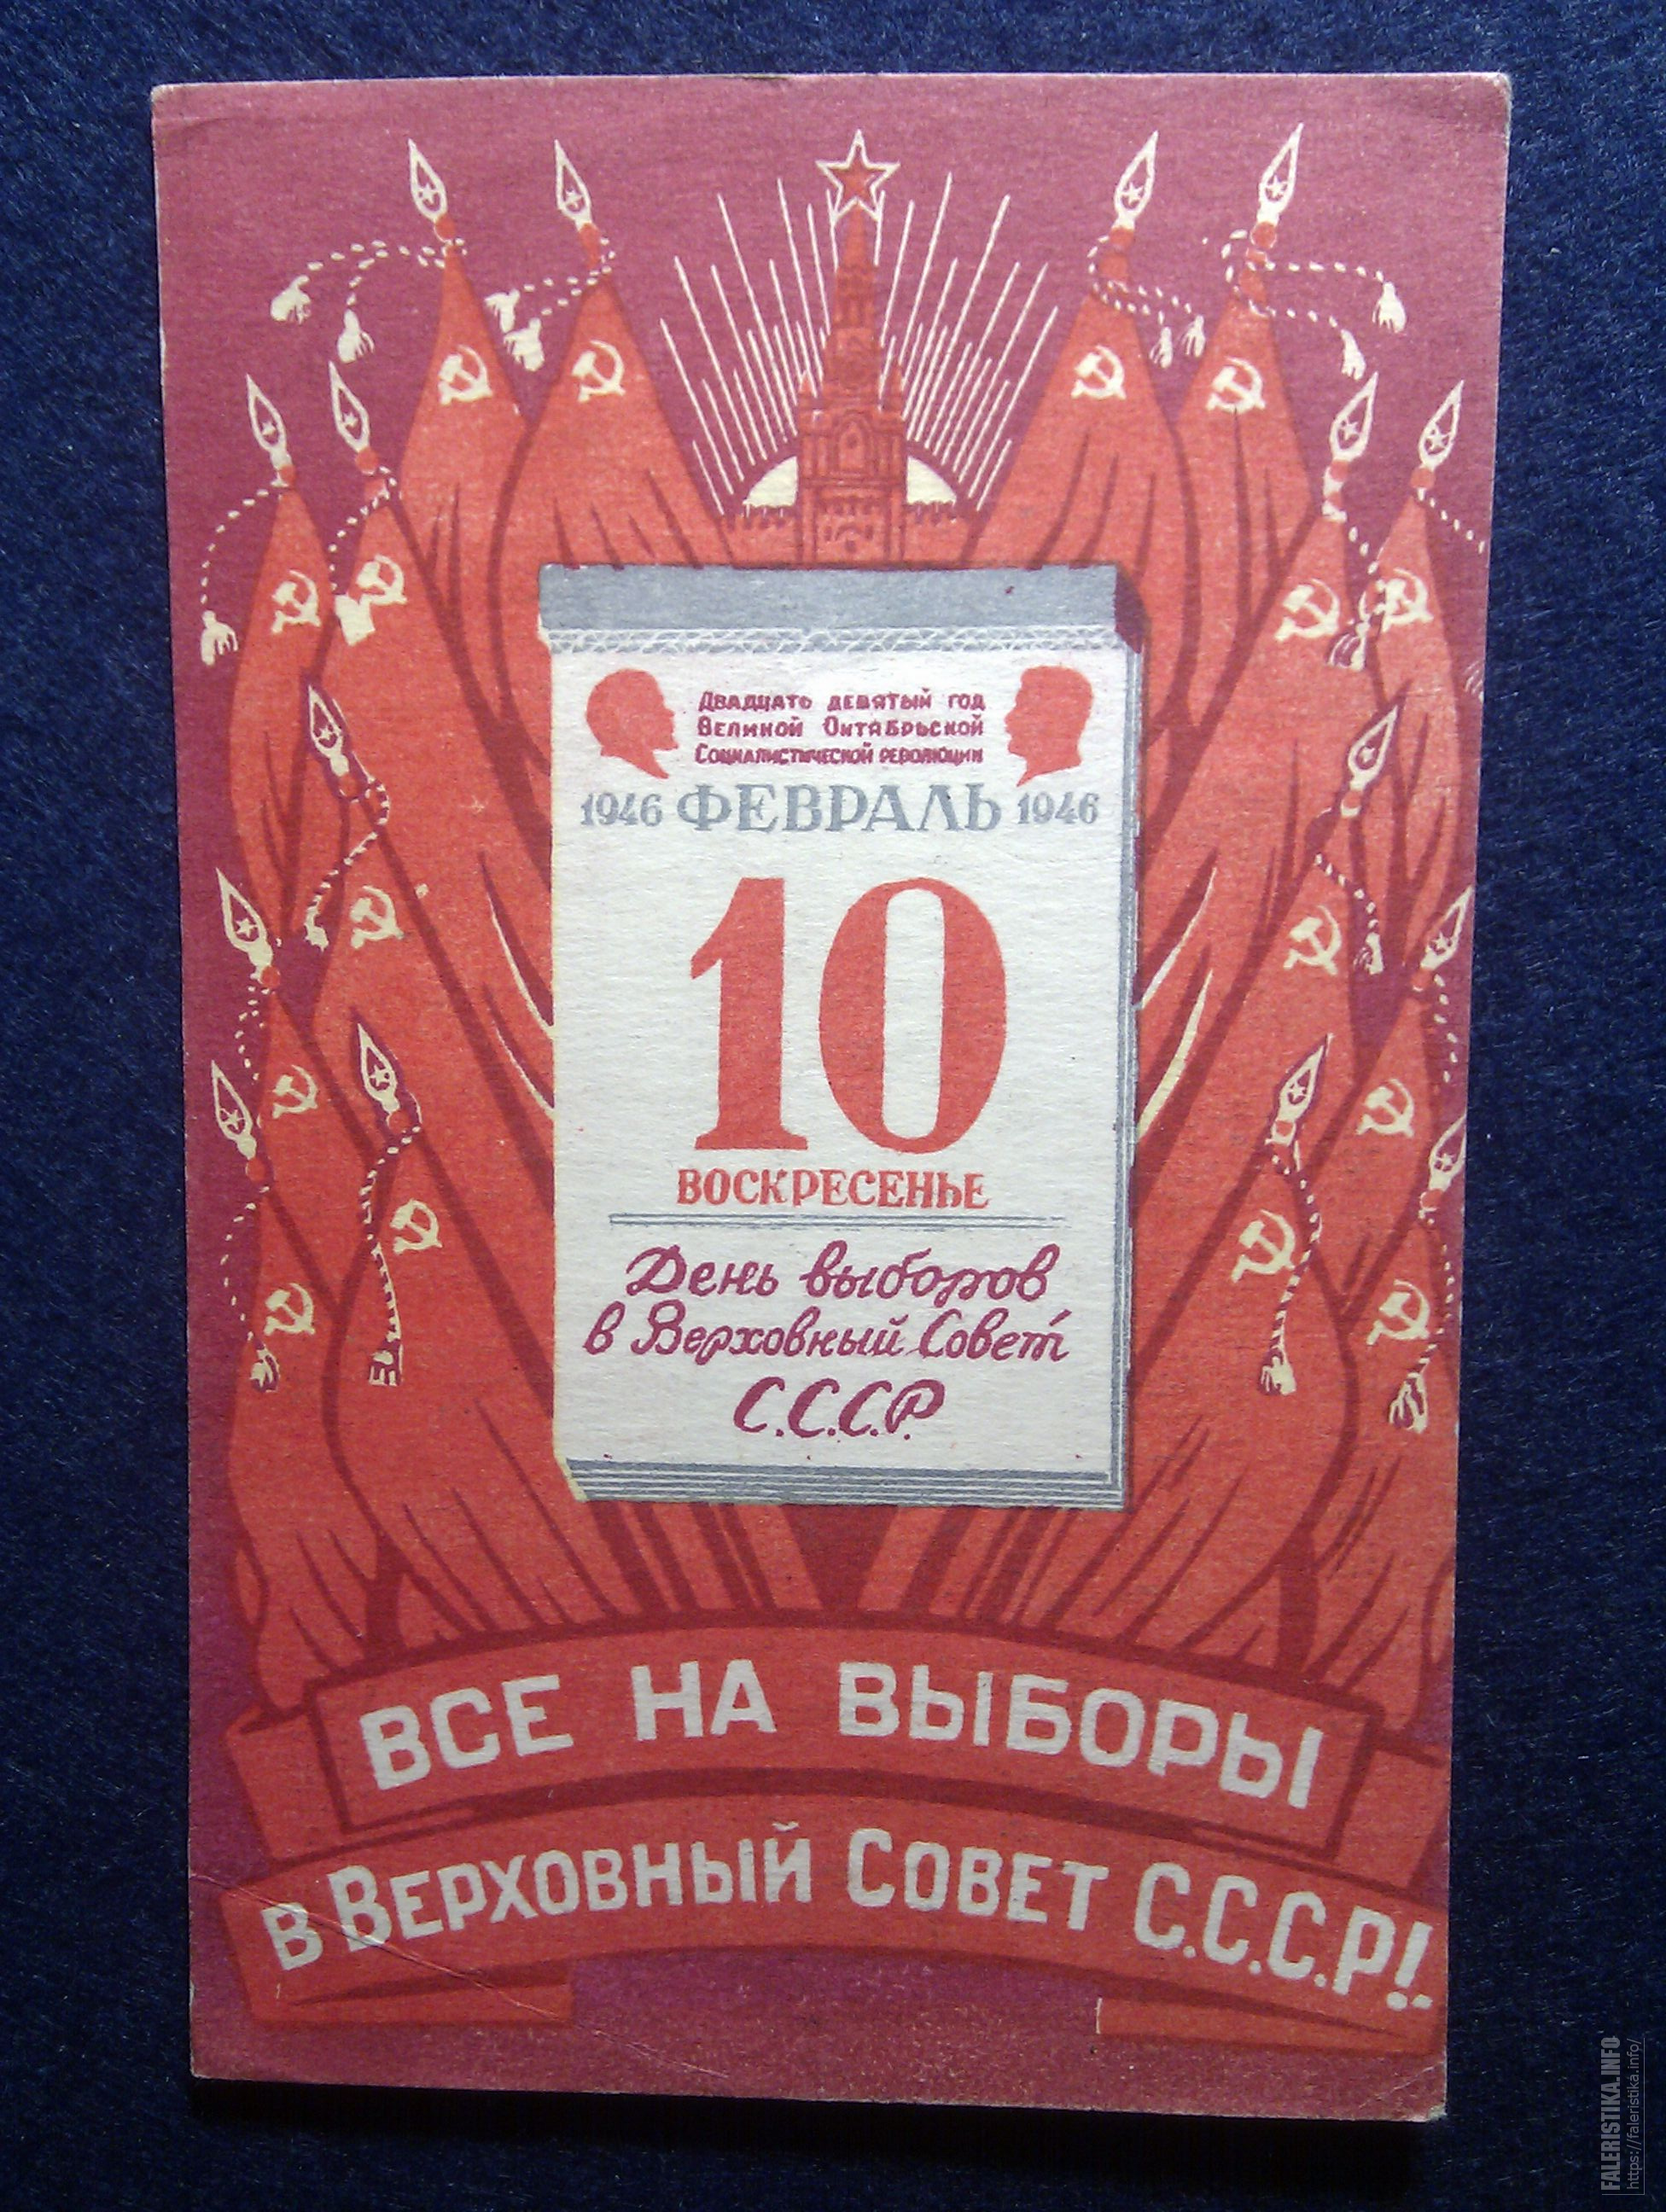 Двадцать девятый год
Великой Октябрьской
Социалистической революции
1946 ФЕВРАЛЬ 1946
10
ВОСКРЕСЕНЬЕ
День выборов
в Верховный Совет
С.С.С.Р.
ВСЕ НА ВЫБОРЫ
в Верховный Совет С.С.С.Р!
FALERISTIKA.INFO
https://faleristika.info/